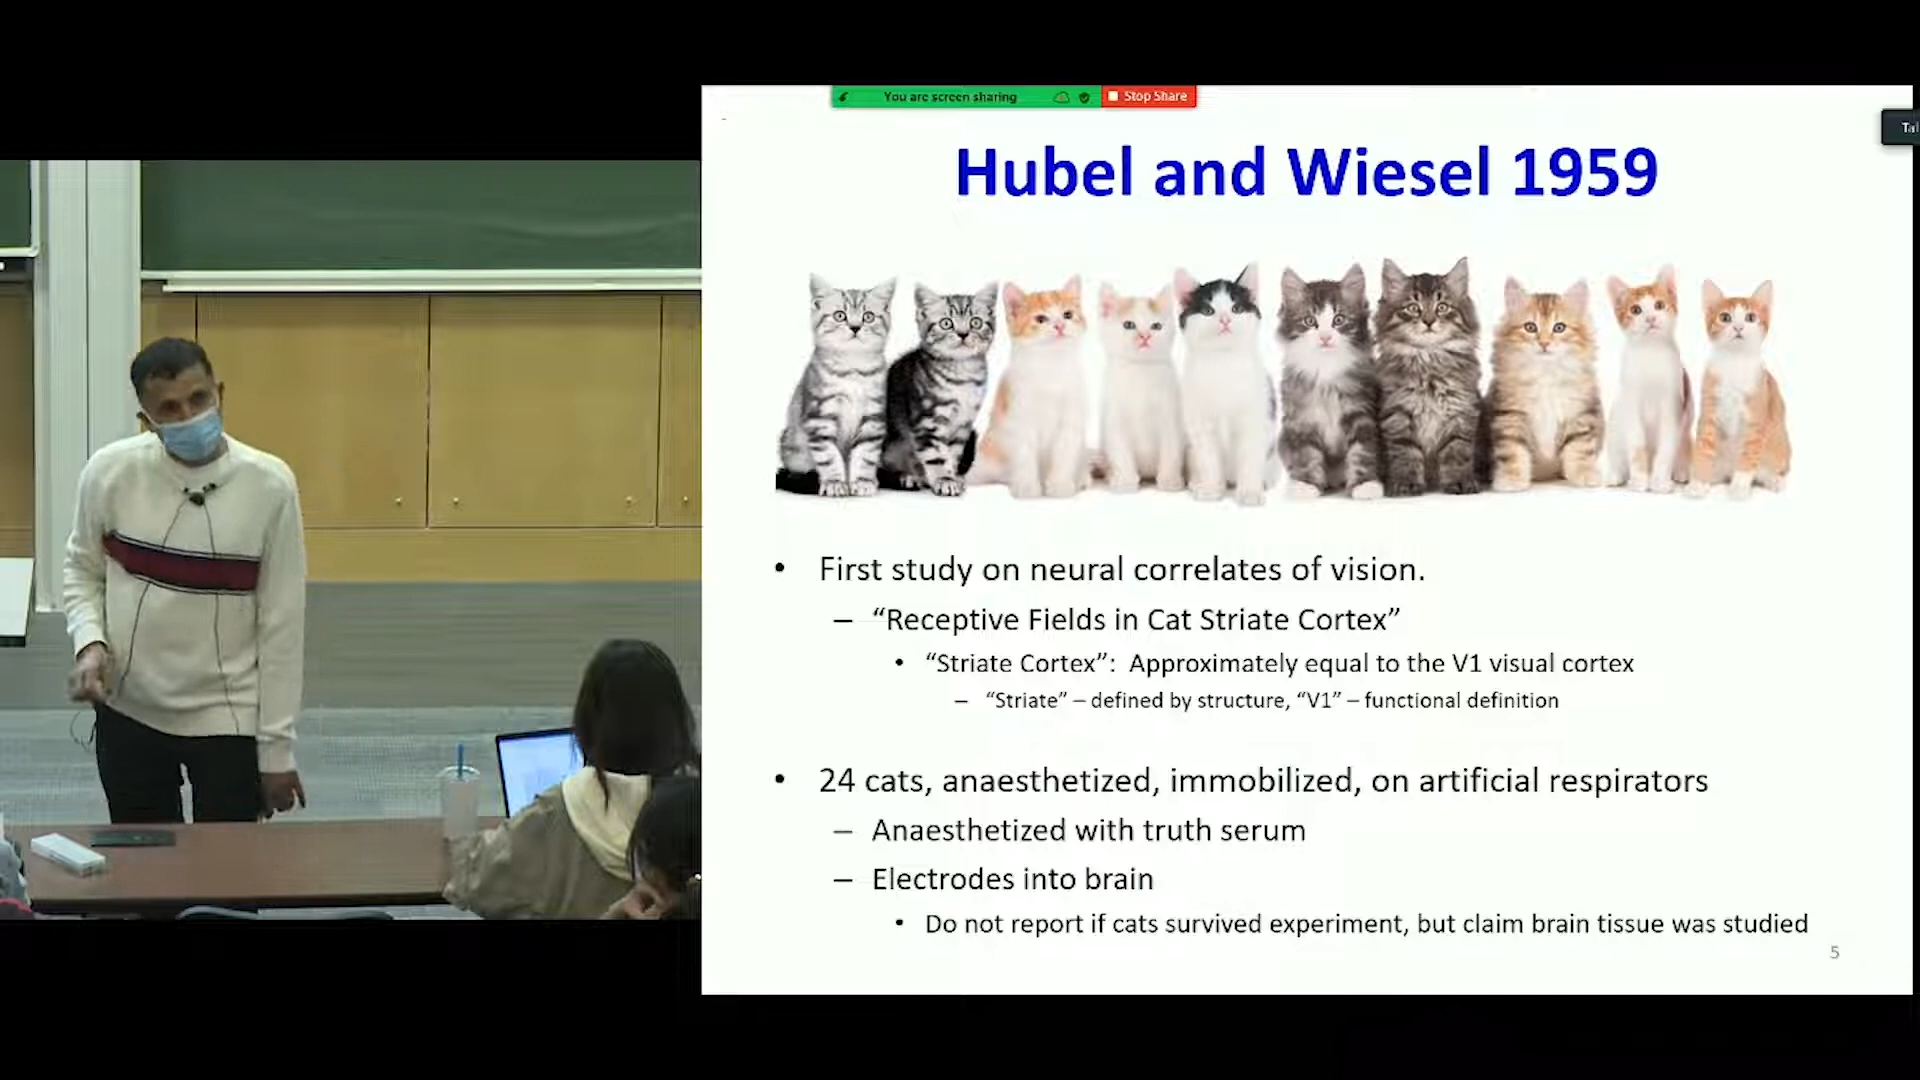 You are screen sharing
Stop Share
Hubel and Wiesel 1959
• First study on neural correlates of vision.
– “Receptive Fields in Cat Striate Cortex”
• “Striate Cortex”: Approximately equal to the V1 visual cortex
– “Striate” – defined by structure, “V1” – functional definition
• 24 cats, anaesthetized, immobilized, on artificial respirators
– Anaesthetized with truth serum
– Electrodes into brain
• Do not report if cats survived experiment, but claim brain tissue was studied
5